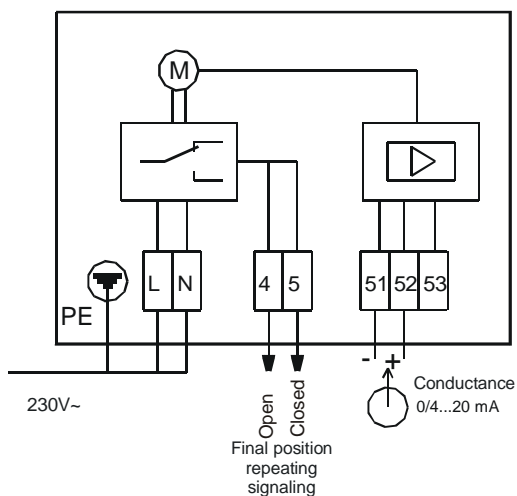 M
L N 4 5 51 52 53
PE
- +
230V~
Open
Closed
Final position
repeating
signaling
Conductance
0/4...20 mA